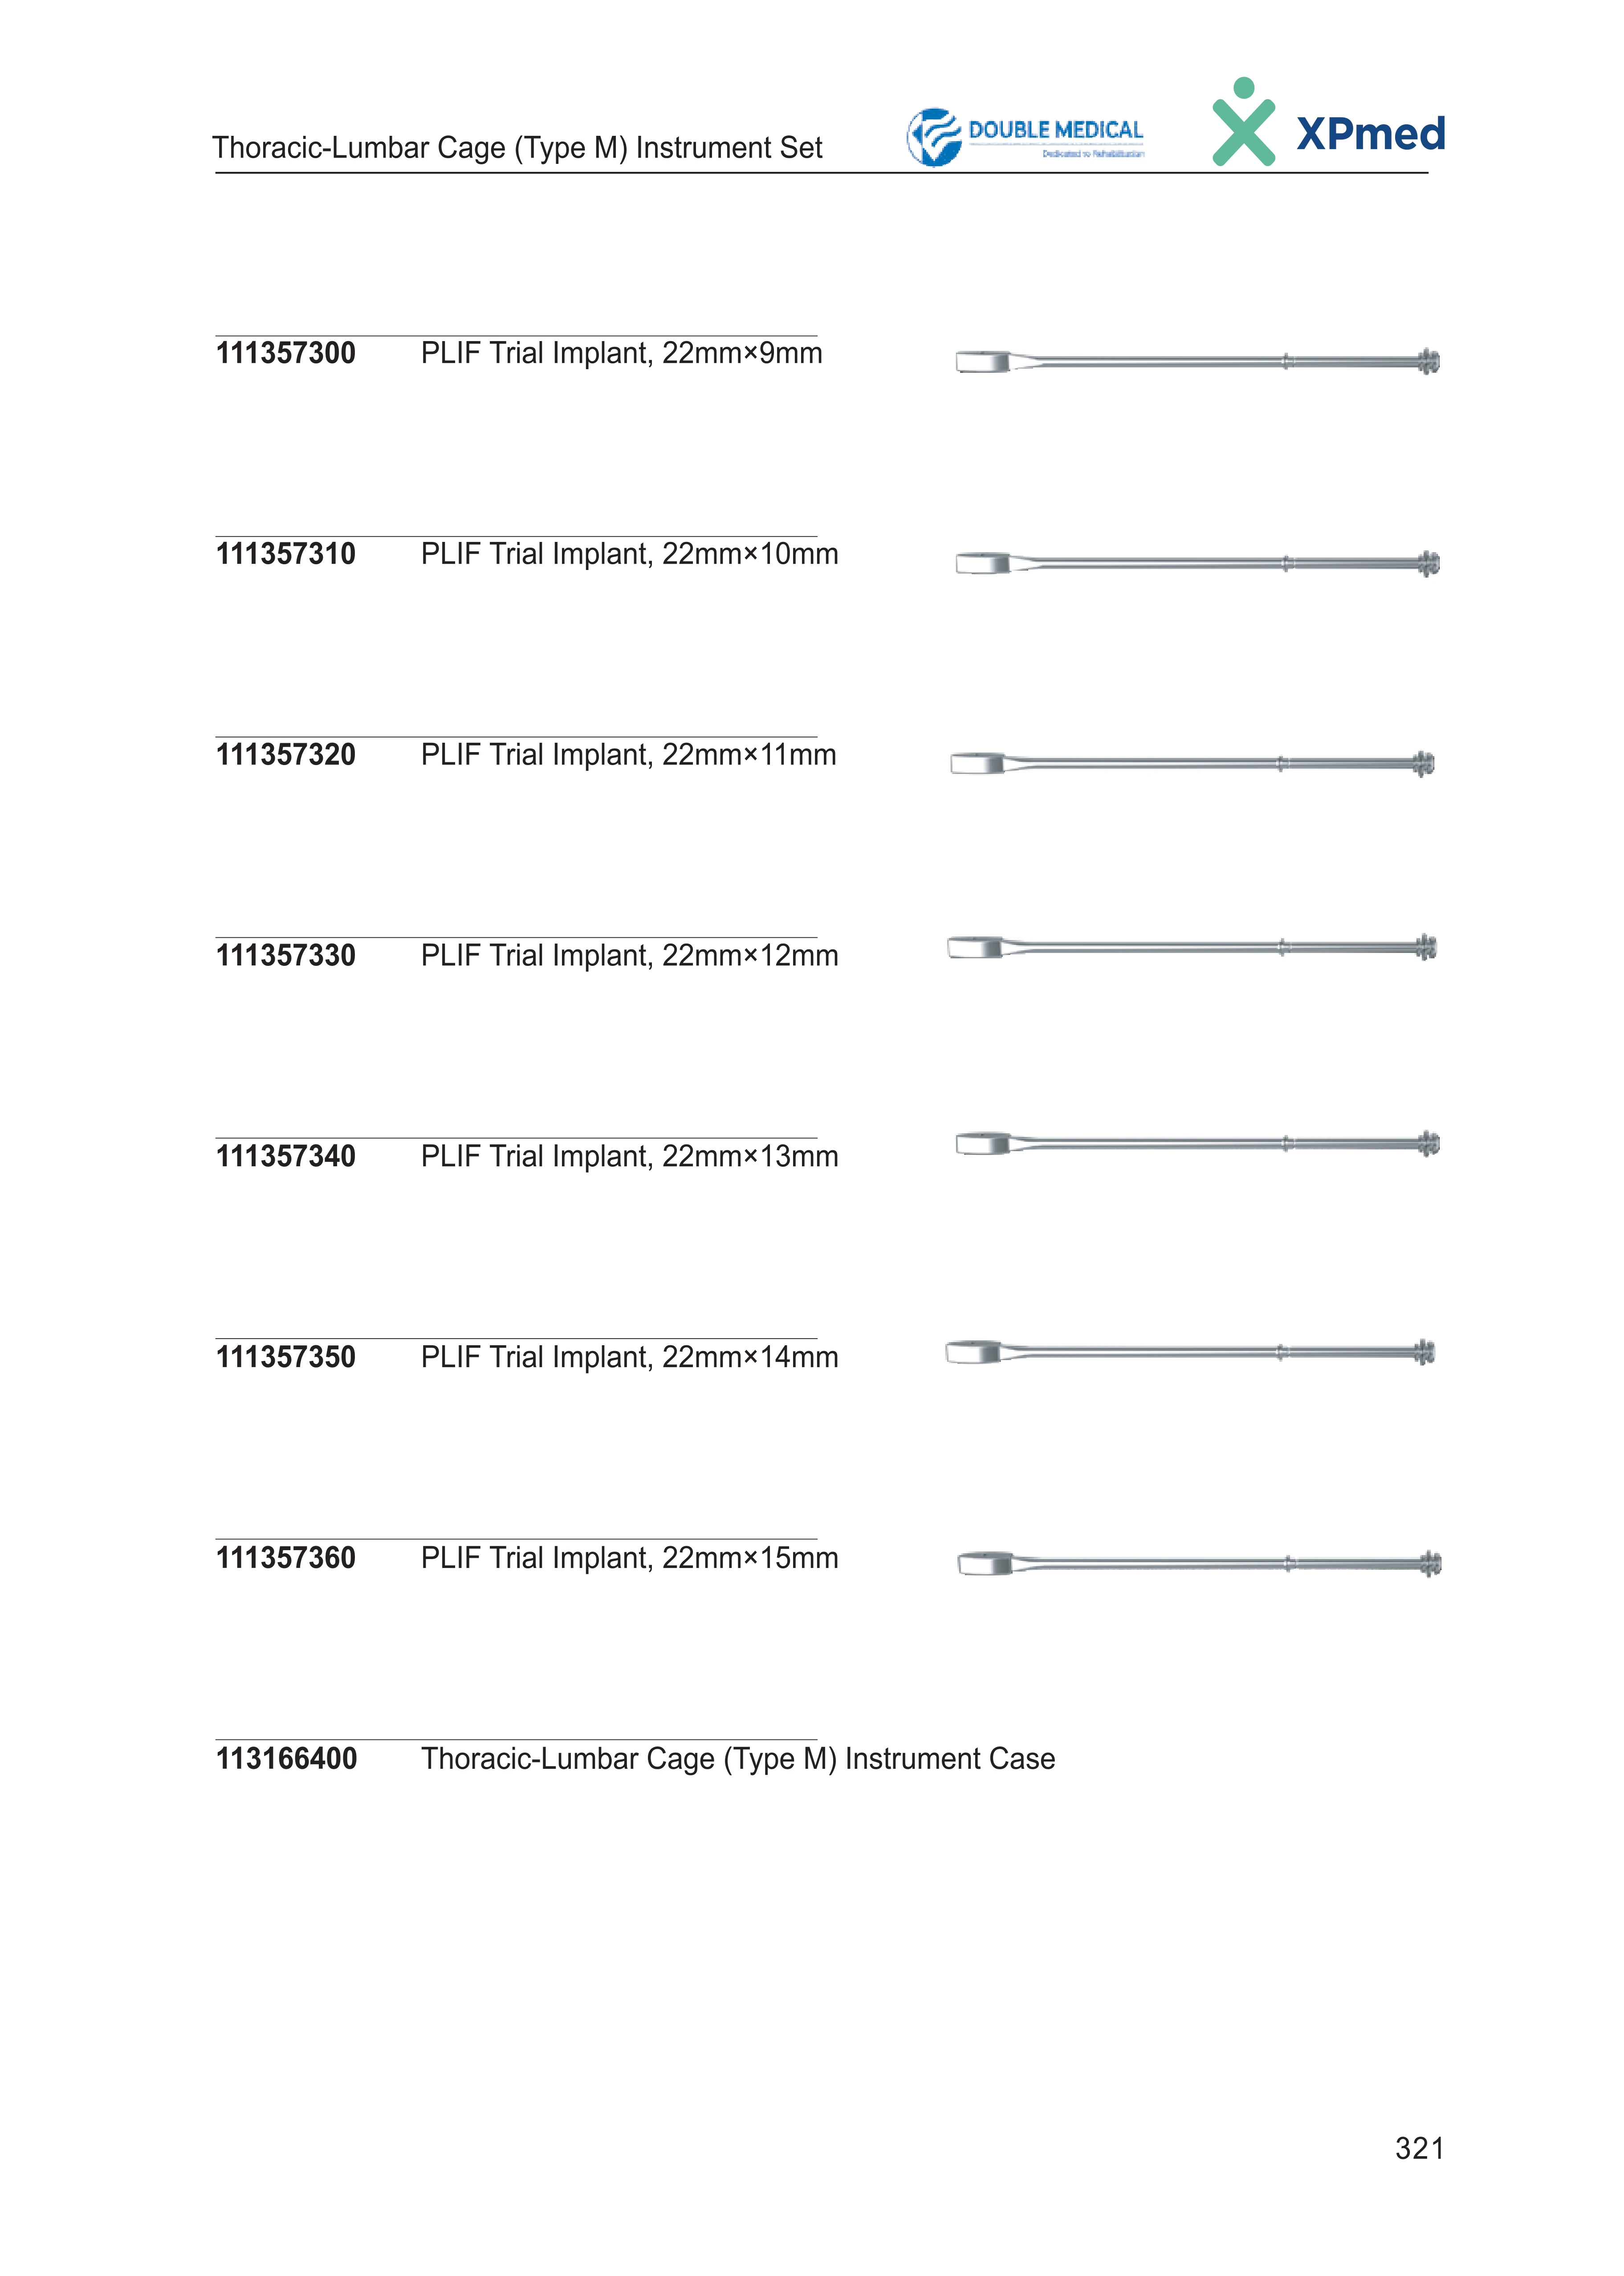 Thoracic-Lumbar Cage (Type M) Instrument Set
DOUBLE MEDICAL
Dedicated to Rehabilitation
XPmed
111357300 PLIF Trial Implant, 22mm×9mm
111357310 PLIF Trial Implant, 22mm×10mm
111357320 PLIF Trial Implant, 22mm×11mm
111357330 PLIF Trial Implant, 22mm×12mm
111357340 PLIF Trial Implant, 22mm×13mm
111357350 PLIF Trial Implant, 22mm×14mm
111357360 PLIF Trial Implant, 22mm×15mm
113166400 Thoracic-Lumbar Cage (Type M) Instrument Case
321